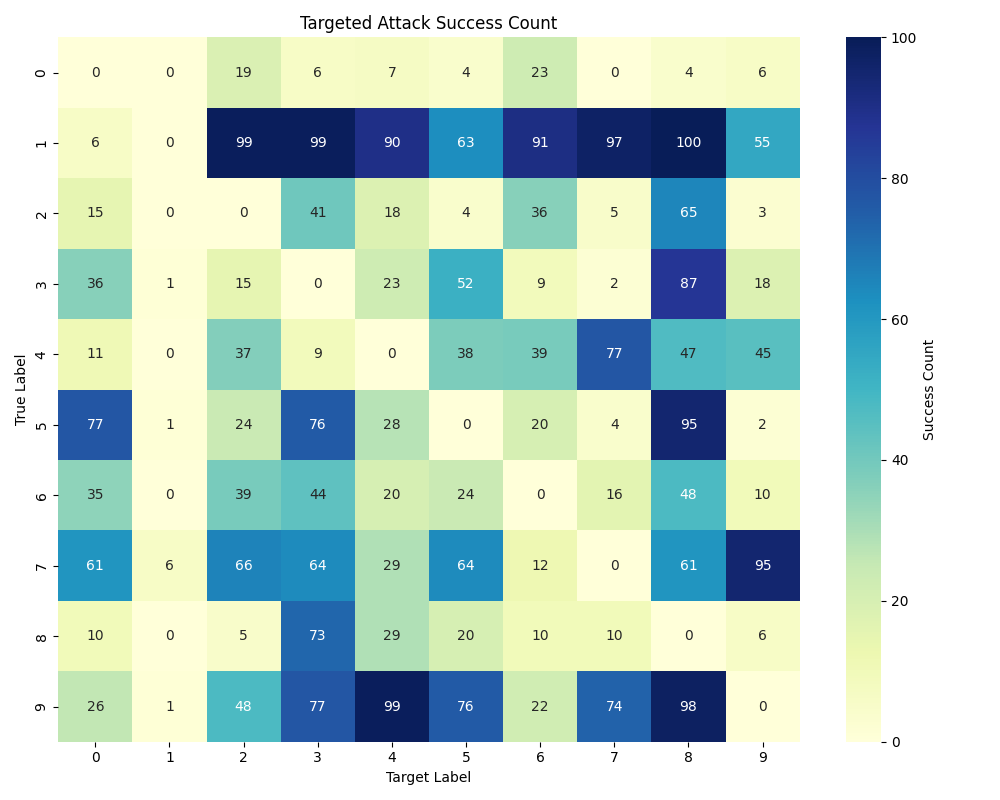 Targeted Attack Success Count
True Label
0 0 0 19 6 7 4 23 0 4 6
1 6 0 99 99 90 63 91 97 100 55
2 15 0 0 41 18 4 36 5 65 3
3 36 1 15 0 23 52 9 2 87 18
4 11 0 37 9 0 38 39 77 47 45
5 77 1 24 76 28 0 20 4 95 2
6 35 0 39 44 20 24 0 16 48 10
7 61 6 66 64 29 64 12 0 61 95
8 10 0 5 73 29 20 10 10 0 6
9 26 1 48 77 99 76 22 74 98 0
0 1 2 3 4 5 6 7 8 9
Target Label
100
80
60
40
20
0
Success Count